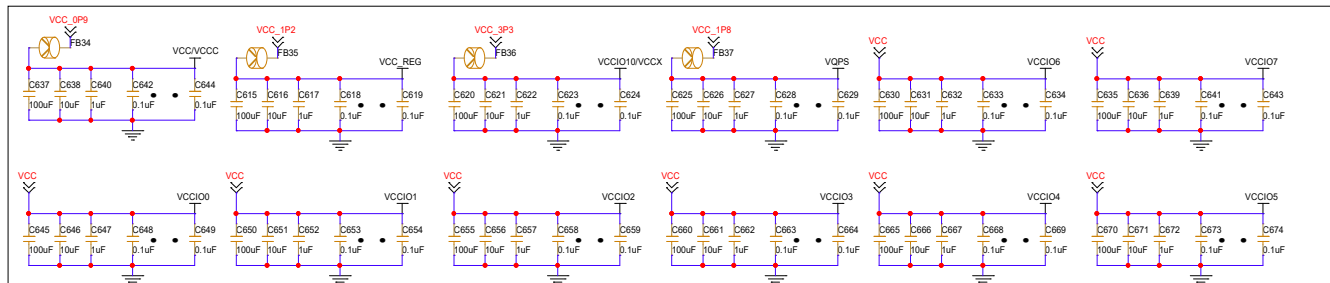 VCC_0P9
FB34
VCC/VCCC
C637 C638 C640 C642 C644
100uF 10uF 1uF 0.1uF 0.1uF
VCC_1P2
FB35
VCC_REG
C615 C616 C617 C618 C619
100uF 10uF 1uF 0.1uF 0.1uF
VCC_3P3
FB36
VCCIO10/VCCX
C620 C621 C622 C623 C624
100uF 10uF 1uF 0.1uF 0.1uF
VCC_1P8
FB37
VQPS
C625 C626 C627 C628 C629
100uF 10uF 1uF 0.1uF 0.1uF
VCC
VCCIO6
C630 C631 C632 C633 C634
100uF 10uF 1uF 0.1uF 0.1uF
VCC
VCCIO7
C635 C636 C639 C641 C643
100uF 10uF 1uF 0.1uF 0.1uF
VCC
VCCIO0
C645 C646 C647 C648 C649
100uF 10uF 1uF 0.1uF 0.1uF
VCC
VCCIO1
C650 C651 C652 C653 C654
100uF 10uF 1uF 0.1uF 0.1uF
VCC
VCCIO2
C655 C656 C657 C658 C659
100uF 10uF 1uF 0.1uF 0.1uF
VCC
VCCIO3
C660 C661 C662 C663 C664
100uF 10uF 1uF 0.1uF 0.1uF
VCC
VCCIO4
C665 C666 C667 C668 C669
100uF 10uF 1uF 0.1uF 0.1uF
VCC
VCCIO5
C670 C671 C672 C673 C674
100uF 10uF 1uF 0.1uF 0.1uF